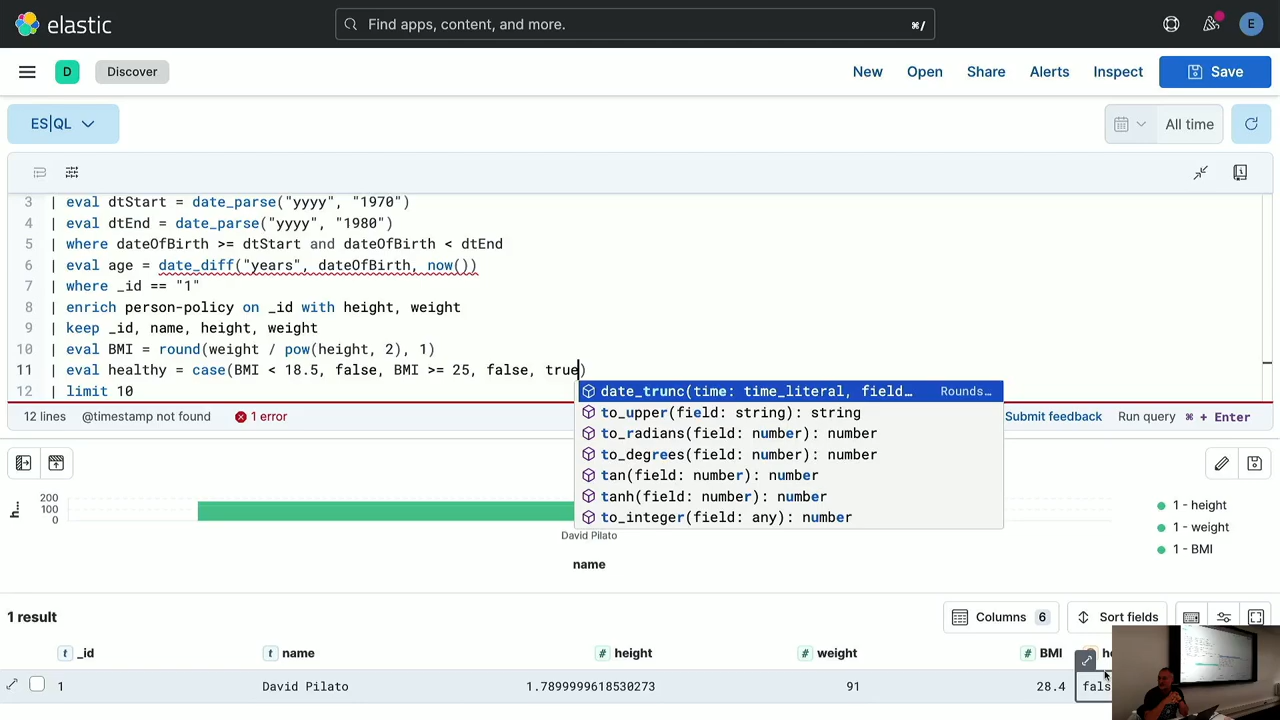 elastic
Find apps, content, and more.
⌘/
E
D
Discover
New
Open
Share
Alerts
Inspect
Save
ES|QL
All time
3 | eval dtStart = date_parse("yyyy", "1970")
4 | eval dtEnd = date_parse("yyyy", "1980")
5 | where dateOfBirth >= dtStart and dateOfBirth < dtEnd
6 | eval age = date_diff("years", dateOfBirth, now())
7 | where _id == "1"
8 | enrich person-policy on _id with height, weight
9 | keep _id, name, height, weight
10 | eval BMI = round(weight / pow(height, 2), 1)
11 | eval healthy = case(BMI < 18.5, false, BMI >= 25, false, true)
12 | limit 10
date_trunc(time: time_literal, field… Rounds…
to_upper(field: string): string
to_radians(field: number): number
to_degrees(field: number): number
tan(field: number): number
tanh(field: number): number
to_integer(field: any): number
12 lines
@timestamp not found
1 error
Submit feedback
Run query ⌘ + Enter
h…
200
100
0
David Pilato
name
1 - height
1 - weight
1 - BMI
1 result
Columns 6
Sort fields
t _id
t name
# height
# weight
# BMI
1
David Pilato
1.7899999618530273
91
28.4